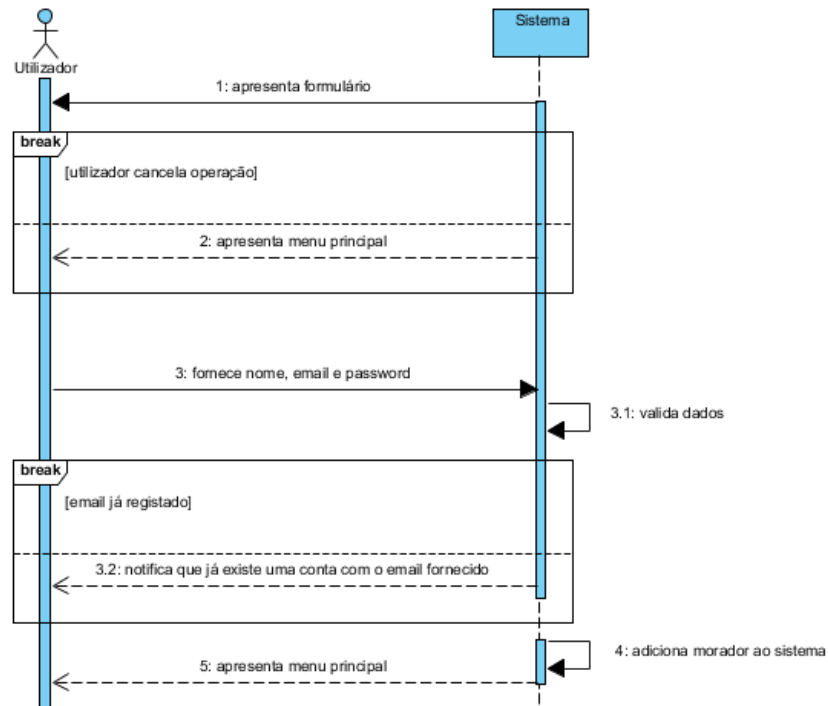 Sistema
Utilizador
1: apresenta formulário
break
[utilizador cancela operação]
2: apresenta menu principal
3: fornece nome, email e password
3.1: valida dados
break
[email já registado]
3.2: notifica que já existe uma conta com o email fornecido
4: adiciona morador ao sistema
5: apresenta menu principal